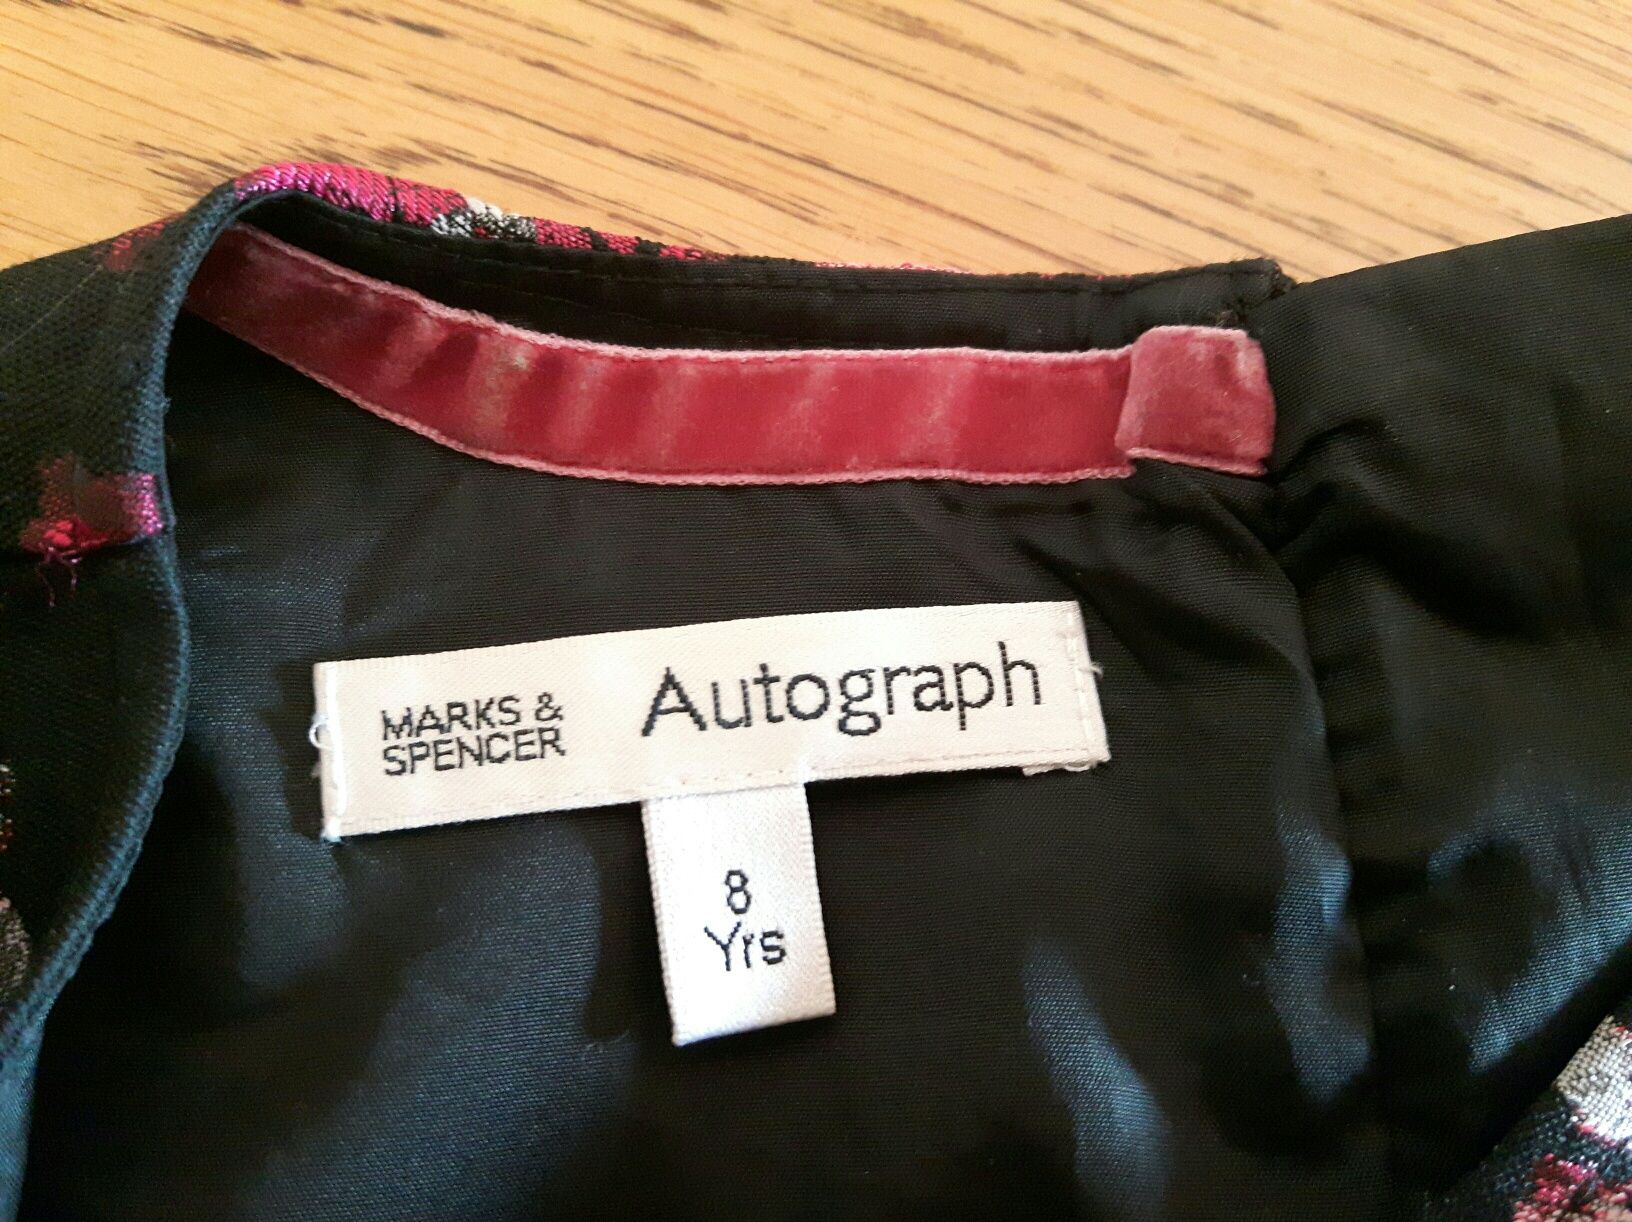 MARKS &
SPENCER
Autograph
8
Yrs